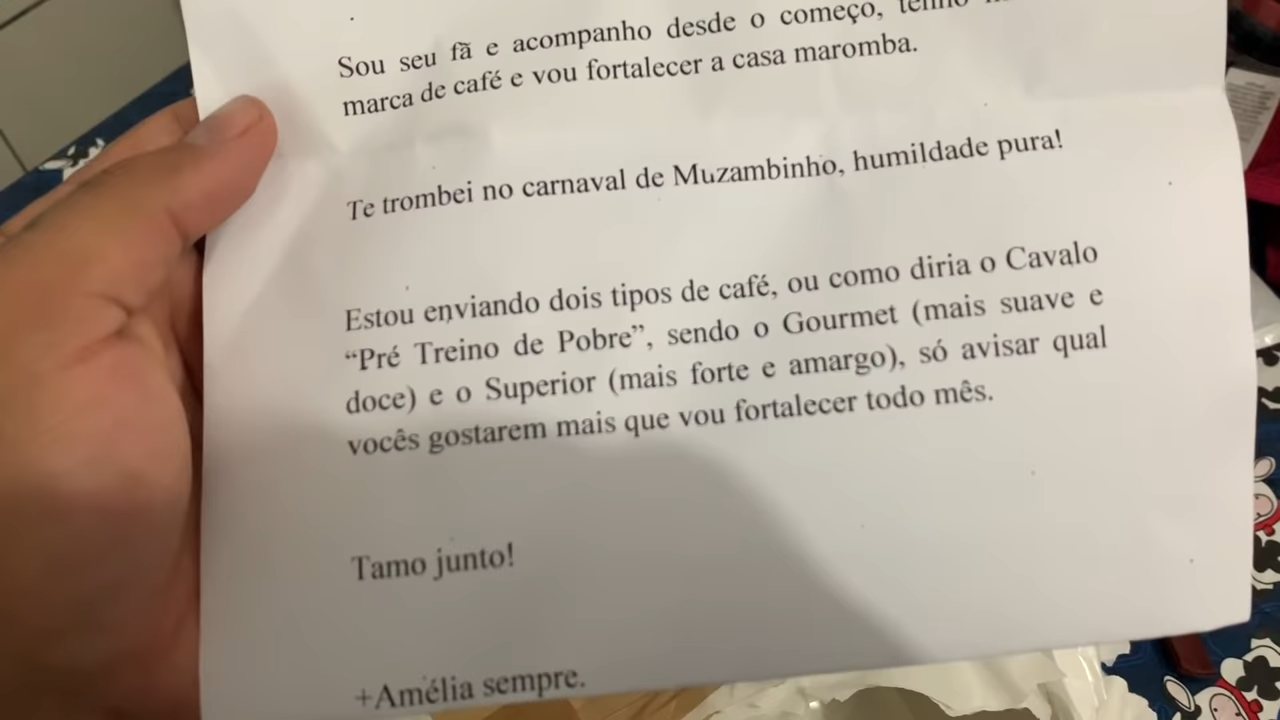 Sou seu fã e acompanho desde o começo, tenho
marca de café e vou fortalecer a casa maromba.
Te trombei no carnaval de Muzambinho, humildade pura!
Estou enviando dois tipos de café, ou como diria o Cavalo
“Pré Treino de Pobre”, sendo o Gourmet (mais suave e
doce) e o Superior (mais forte e amargo), só avisar qual
vocês gostarem mais que vou fortalecer todo mês.
Tamo junto!
+Amélia sempre.